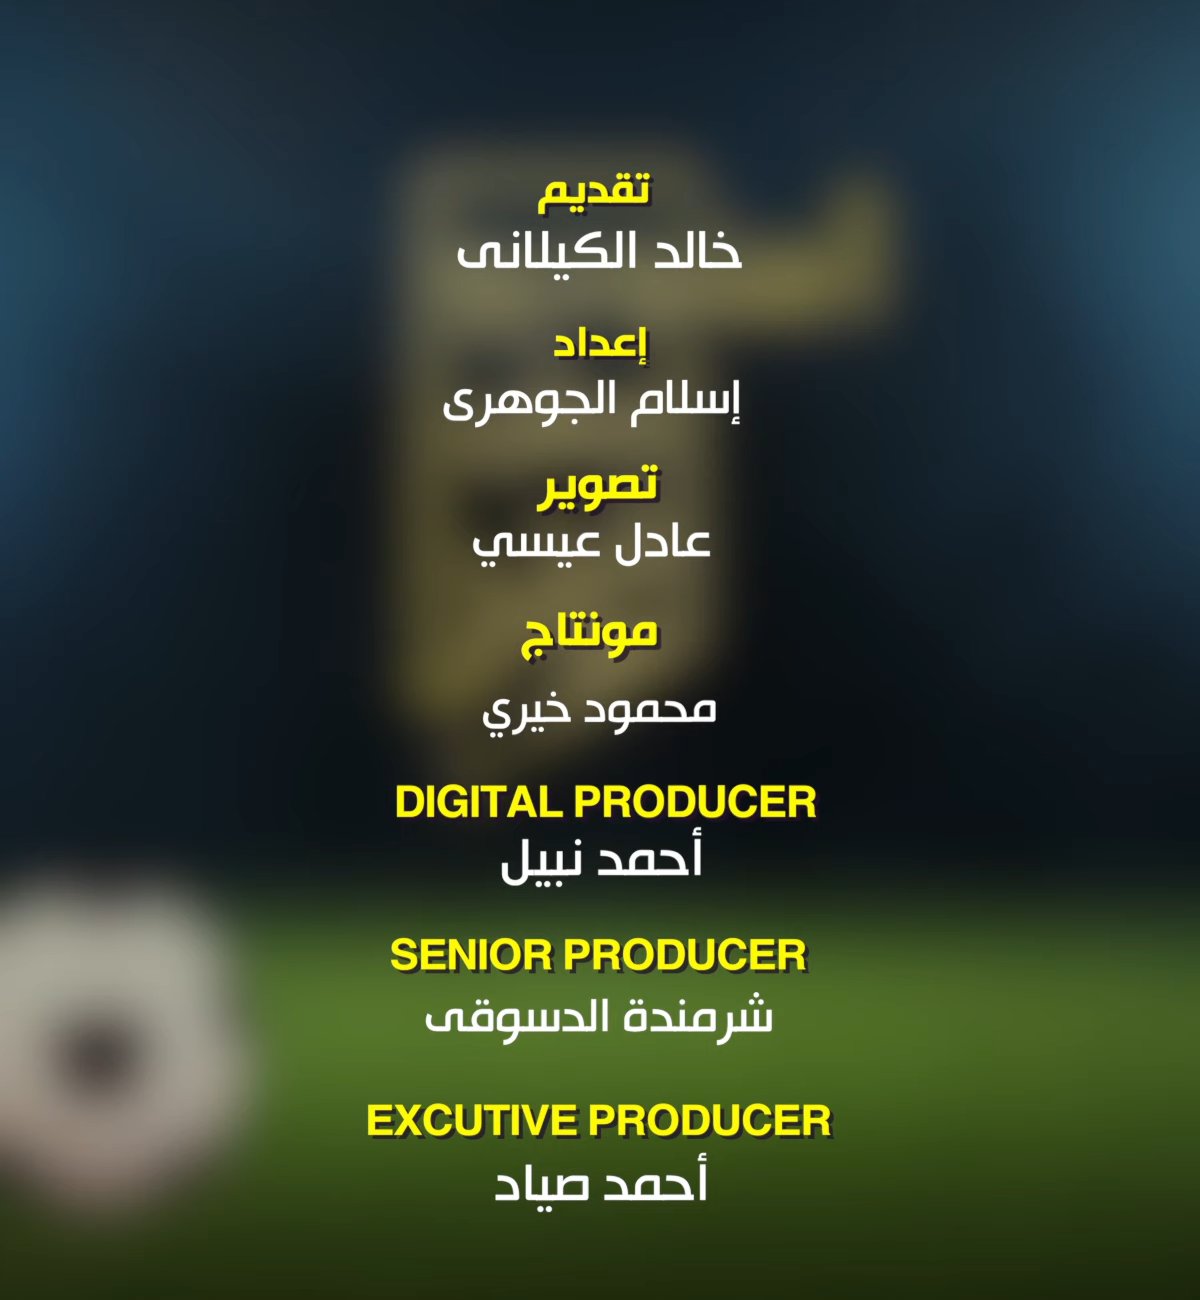 تقديم
خالد الكيلانى
إعداد
إسلام الجوهرى
تصوير
عادل عيسي
مونتاج
محمود خيري
DIGITAL PRODUCER
أحمد نبيل
SENIOR PRODUCER
شرمندة الدسوقى
EXCUTIVE PRODUCER
أحمد صياد